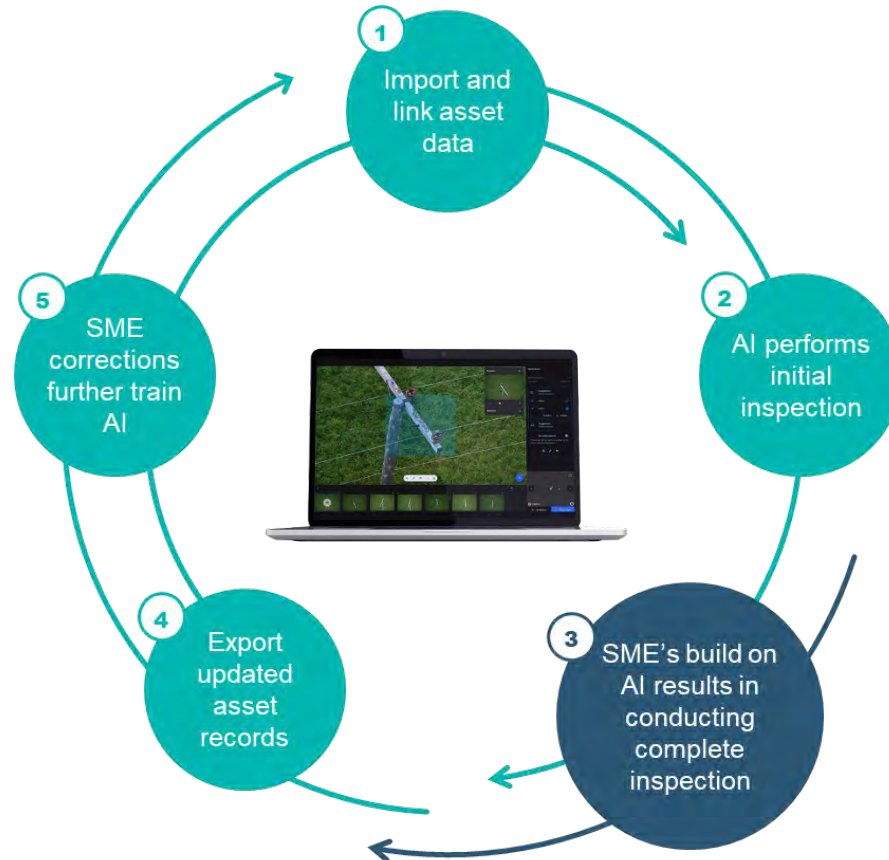 1
Import and
link asset
data
2
AI performs
initial
inspection
3
SME's build on
AI results in
conducting
complete
inspection
4
Export
updated
asset
records
5
SME
corrections
further train
AI